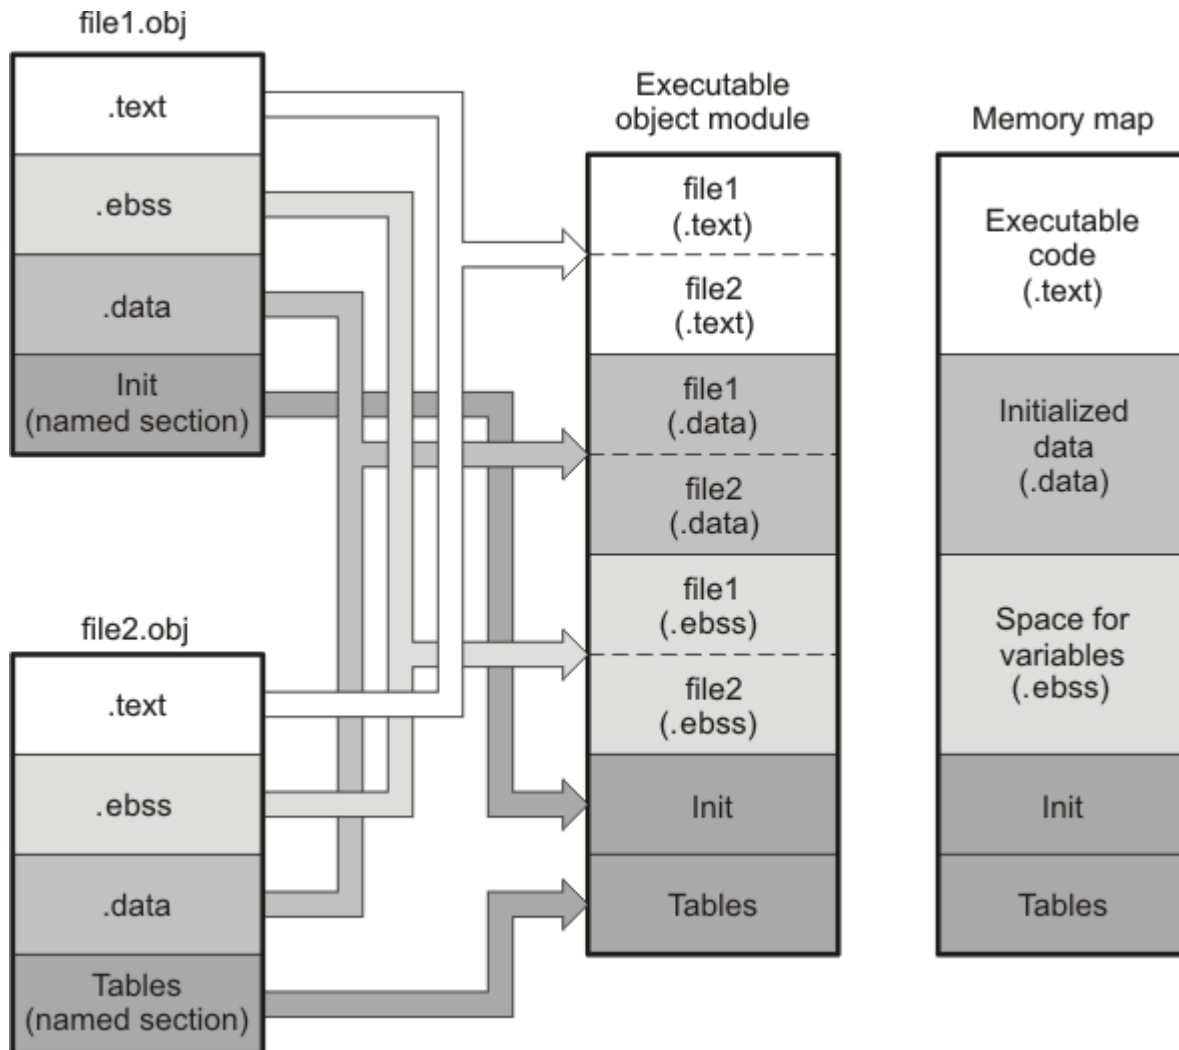 file1.obj
.text
.ebss
.data
Init
(named section)
file2.obj
.text
.ebss
.data
Tables
(named section)
Executable
object module
file1
(.text)
file2
(.text)
file1
(.data)
file2
(.data)
file1
(.ebss)
file2
(.ebss)
Init
Tables
Memory map
Executable
code
(.text)
Initialized
data
(.data)
Space for
variables
(.ebss)
Init
Tables